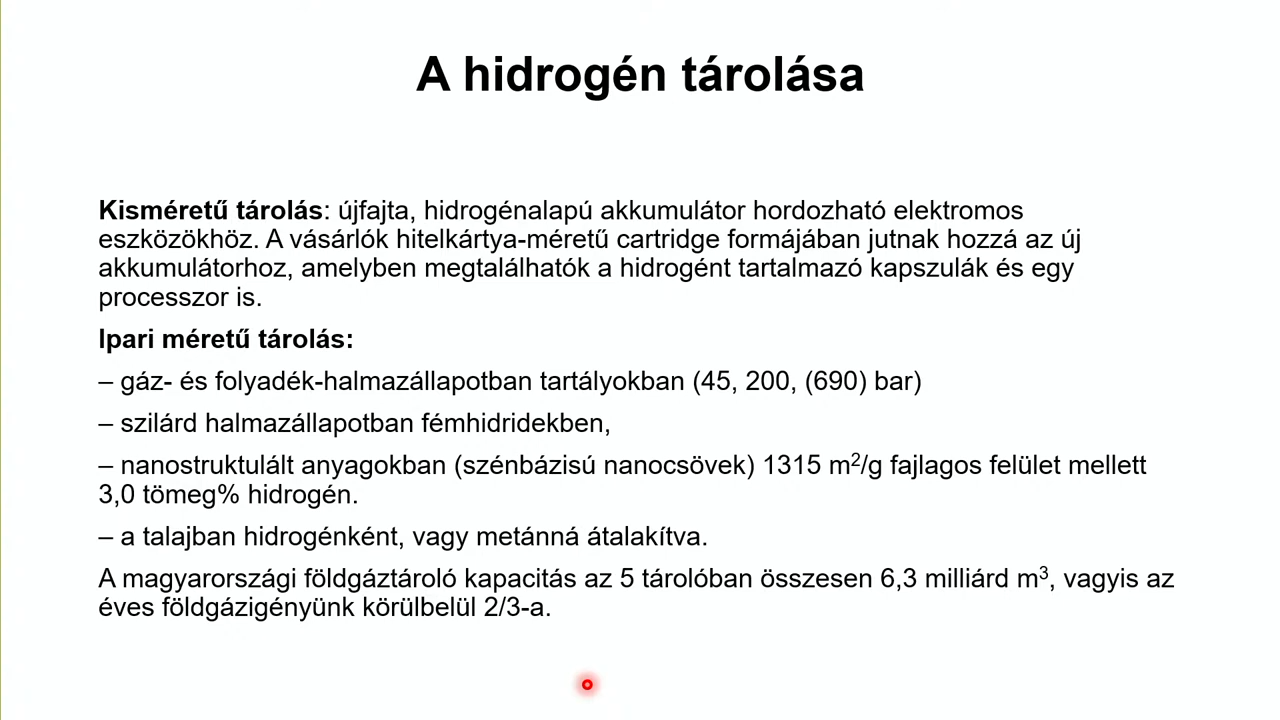 A hidrogén tárolása
Kisméretű tárolás: újfajta, hidrogénalapú akkumulátor hordozható elektromos
eszközökhöz. A vásárlók hitelkártya-méretű cartridge formájában jutnak hozzá az új
akkumulátorhoz, amelyben megtalálhatók a hidrogént tartalmazó kapszulák és egy
processzor is.
Ipari méretű tárolás:
– gáz- és folyadék-halmazállapotban tartályokban (45, 200, (690) bar)
– szilárd halmazállapotban fémhidridekben,
– nanostruktulált anyagokban (szénbázisú nanocsövek) 1315 m²/g fajlagos felület mellett
3,0 tömeg% hidrogén.
– a talajban hidrogénként, vagy metánná átalakítva.
A magyarországi földgáztároló kapacitás az 5 tárolóban összesen 6,3 milliárd m³, vagyis az
éves földgázigényünk körülbelül 2/3-a.